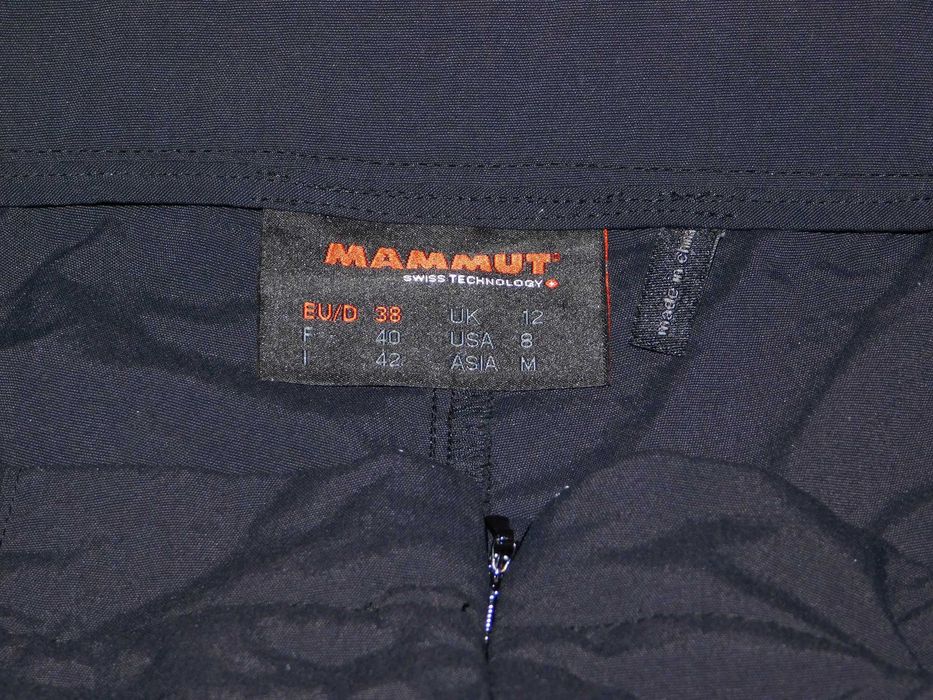 MAMMUT
SWISS TECHNOLOGY
EU/D 38 UK 12
F 40 USA 8
I 42 ASIA M
made in china